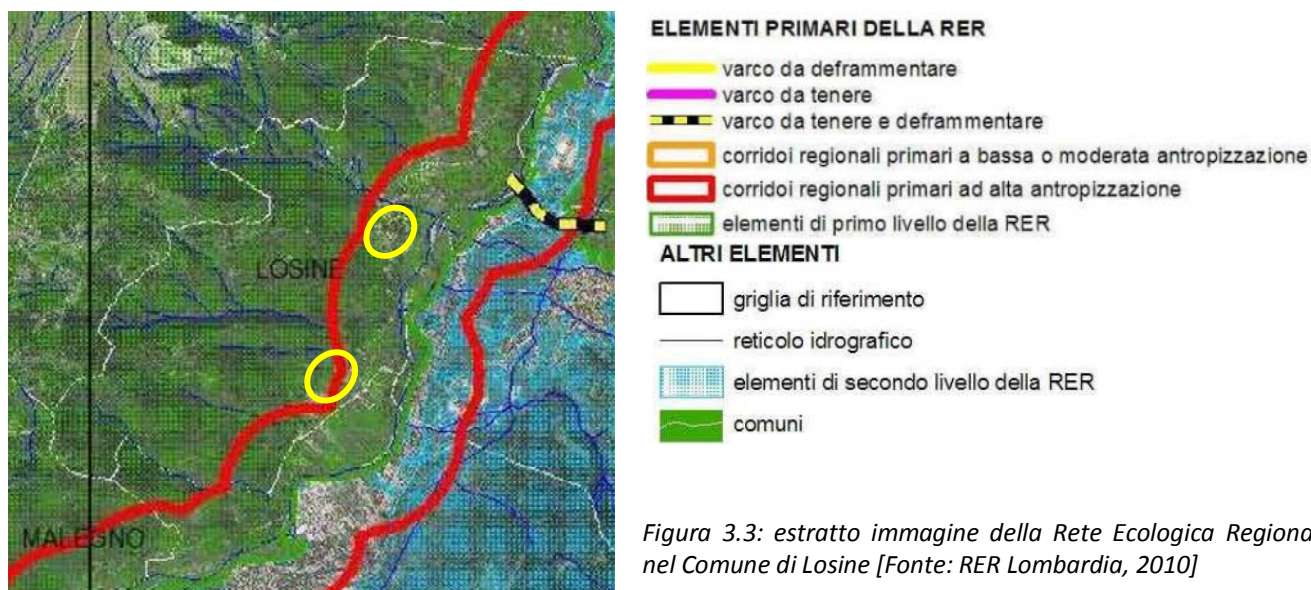 LOSINE
MALEGNO
ELEMENTI PRIMARI DELLA RER
varco da deframmentare
varco da tenere
varco da tenere e deframmentare
corridoi regionali primari a bassa o moderata antropizzazione
corridoi regionali primari ad alta antropizzazione
elementi di primo livello della RER
ALTRI ELEMENTI
griglia di riferimento
reticolo idrografico
elementi di secondo livello della RER
comuni
Figura 3.3: estratto immagine della Rete Ecologica Regiona
nel Comune di Losine [Fonte: RER Lombardia, 2010]